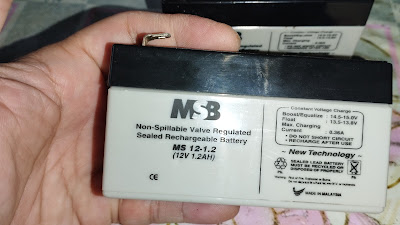 MSB
Non-Spillable Valve Regulated
Sealed Rechargeable Battery
MS 12-1.2
(12V 1.2AH)
CE
Constant Voltage Charge
Boost/Equalize : 14.5-15.0V
Float : 13.5-13.8V
Max. Charging
Current : 0.36A
• DO NOT SHORT CIRCUIT
• RECHARGE AFTER USE
~ New Technology ~
SEALED LEAD BATTERY
MUST BE RECYCLED OR
DISPOSED OF PROPERLY
Pb
Pb
MADE IN MALAYSIA